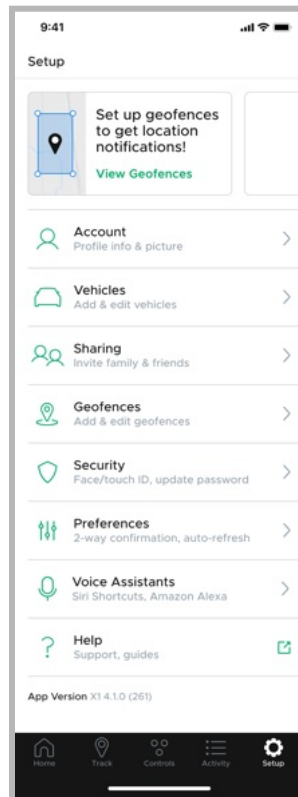 9:41
Setup
Set up geofences
to get location
notifications!
View Geofences
Account
Profile info & picture
Vehicles
Add & edit vehicles
Sharing
Invite family & friends
Geofences
Add & edit geofences
Security
Face/touch ID, update password
Preferences
2-way confirmation, auto-refresh
Voice Assistants
Siri Shortcuts, Amazon Alexa
Help
Support, guides
App Version X1 4.1.0 (261)
Home Track Controls Activity Setup